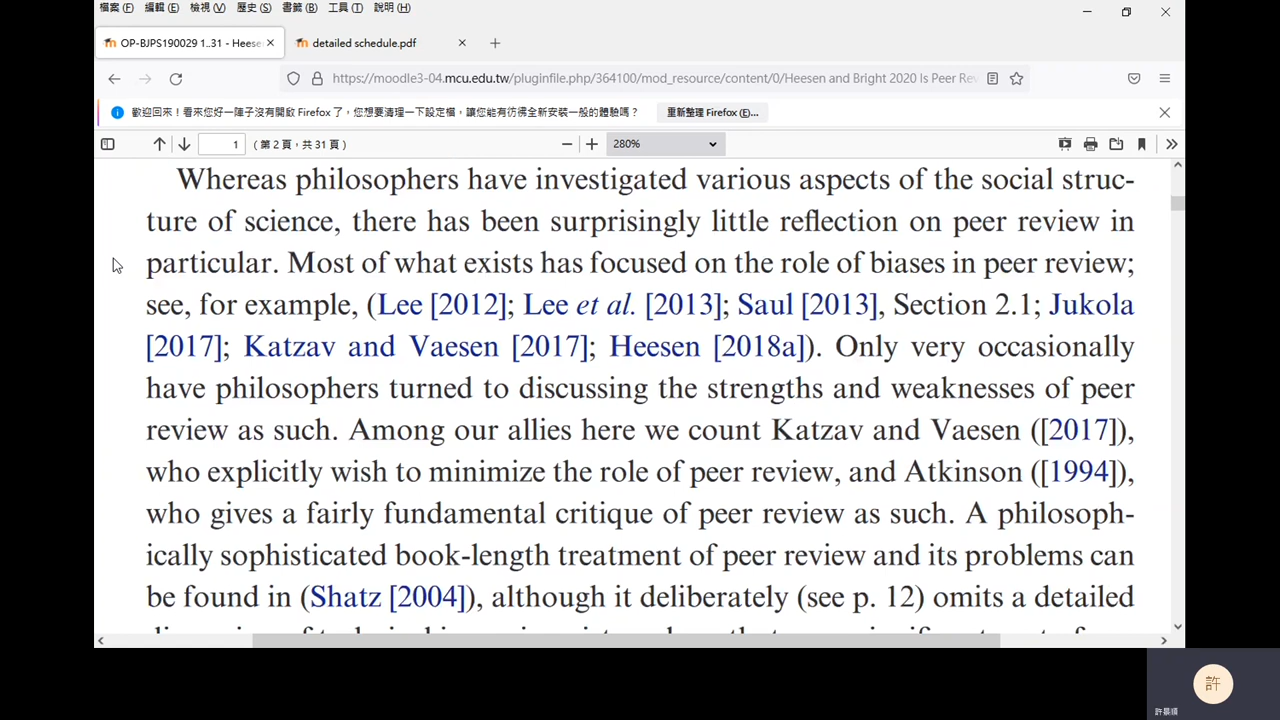 檔案(F) 編輯(E) 檢視(V) 歷史(S) 書籤(B) 工具(T) 說明(H)
OP-BJPS190029 1..31 - Heese
detailed schedule.pdf
https://moodle3-04.mcu.edu.tw/pluginfile.php/364100/mod_resource/content/0/Heesen and Bright 2020 Is Peer Rev
歡迎回來！看來您好一陣子沒有開啟 Firefox 了，您想要清理一下設定檔，讓您能有彷彿全新安裝一般的體驗嗎？ 重新整理 Firefox (E)...
1 (第 2 頁，共 31 頁) 280%
Whereas philosophers have investigated various aspects of the social struc-
ture of science, there has been surprisingly little reflection on peer review in
particular. Most of what exists has focused on the role of biases in peer review;
see, for example, (Lee [2012]; Lee et al. [2013]; Saul [2013], Section 2.1; Jukola
[2017]; Katzav and Vaesen [2017]; Heesen [2018a]). Only very occasionally
have philosophers turned to discussing the strengths and weaknesses of peer
review as such. Among our allies here we count Katzav and Vaesen ([2017]),
who explicitly wish to minimize the role of peer review, and Atkinson ([1994]),
who gives a fairly fundamental critique of peer review as such. A philosoph-
ically sophisticated book-length treatment of peer review and its problems can
be found in (Shatz [2004]), although it deliberately (see p. 12) omits a detailed
許